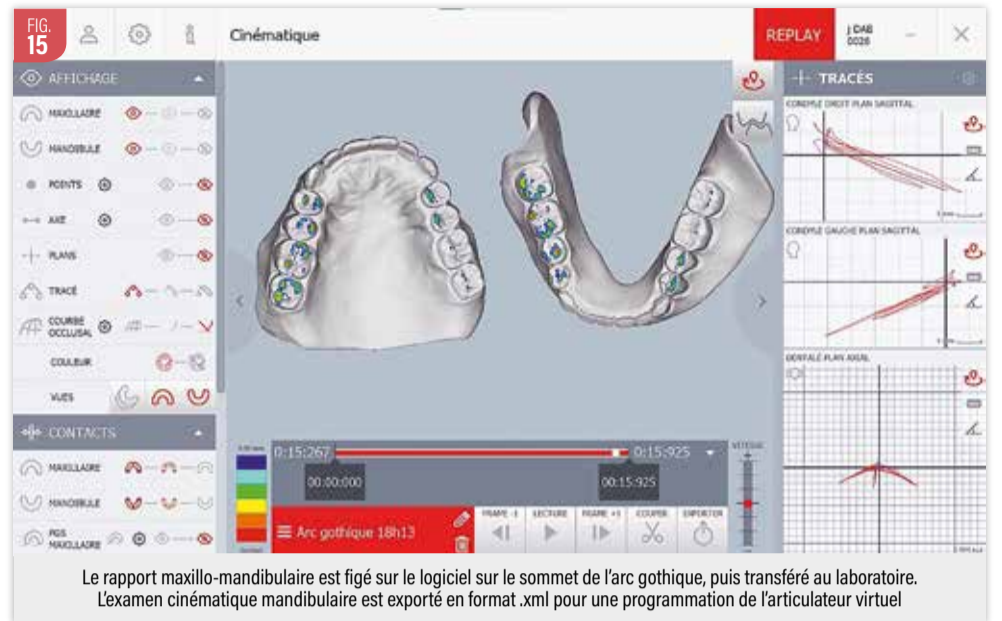 FIG.
15
Cinématique
REPLAY
J DAB
0026
AFFICHAGE
MAXILLAIRE
MANDIBULE
POINTS
AXE
PLANS
TRACÉ
COURBE
OCCLUSAL
COULEUR
VUES
CONTACTS
MAXILLAIRE
MANDIBULE
PGS
MAXILLAIRE
TRACÉS
CONDYLE DROIT PLAN SAGITTAL
CONDYLE GAUCHE PLAN SAGITTAL
DENTALE PLAN AXIAL
0:15:267
0:15:925
VITESSE
00:00:000
00:15:925
Arc gothique 18h13
FRAME -1
LECTURE
FRAME +1
COUPER
EXPORTER
Le rapport maxillo-mandibulaire est figé sur le logiciel sur le sommet de l'arc gothique, puis transféré au laboratoire.
L'examen cinématique mandibulaire est exporté en format .xml pour une programmation de l'articulateur virtuel